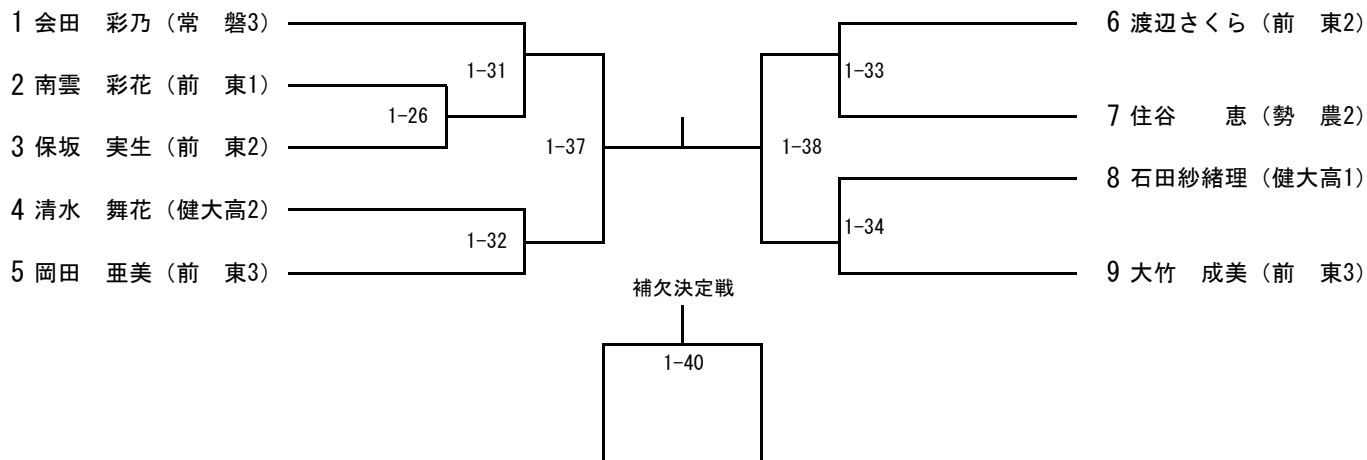 1 会田　彩乃（常　磐3）
2 南雲　彩花（前　東1）
3 保坂　実生（前　東2）
4 清水　舞花（健大高2）
5 岡田　亜美（前　東3）
1-31
1-26
1-37
1-32
6 渡辺さくら（前　東2）
7 住谷　　恵（勢　農2）
8 石田紗緒理（健大高1）
9 大竹　成美（前　東3）
1-33
1-38
1-34
補欠決定戦
1-40